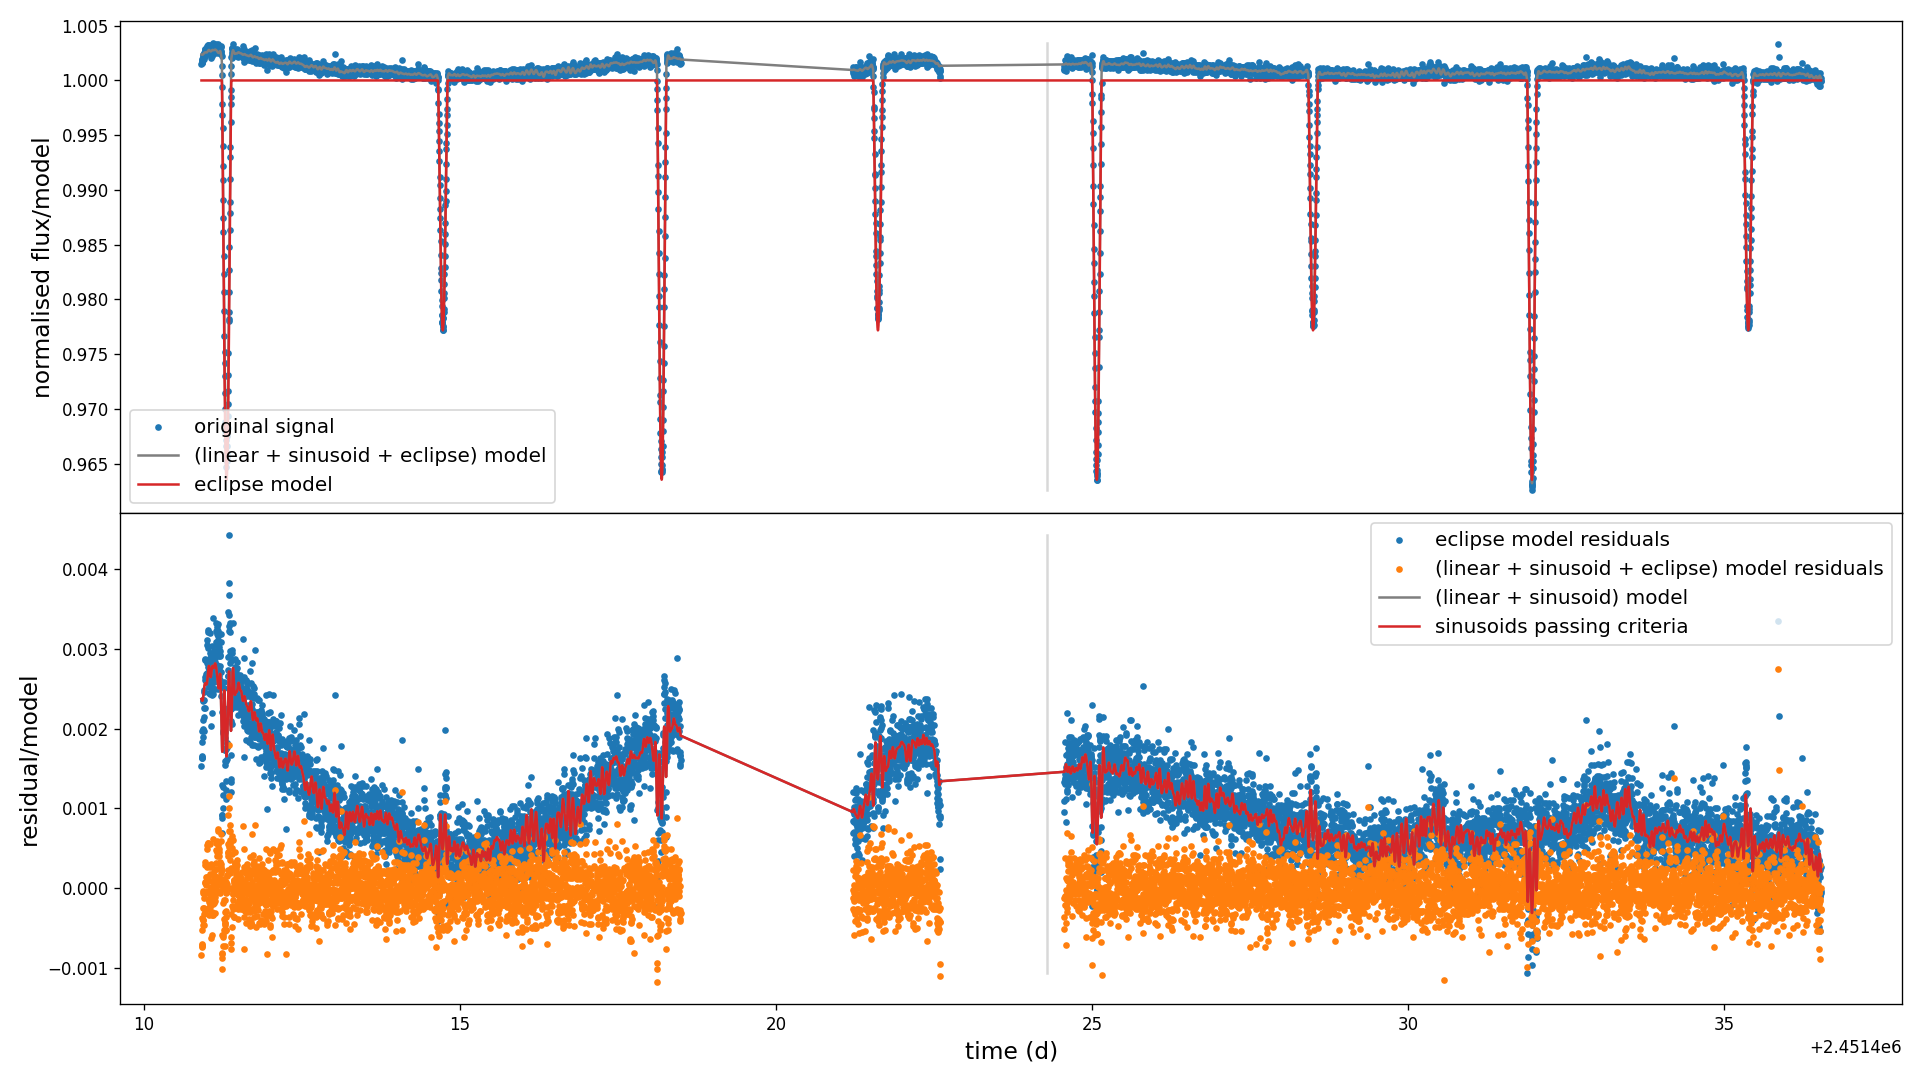 1.005
1.000
0.995
0.990
0.985
0.980
0.975
0.970
0.965
normalised flux/model
original signal
(linear + sinusoid + eclipse) model
eclipse model
0.004
0.003
0.002
0.001
0.000
−0.001
residual/model
eclipse model residuals
(linear + sinusoid + eclipse) model residuals
(linear + sinusoid) model
sinusoids passing criteria
10
15
20
25
30
35
time (d)
+2.4514e6